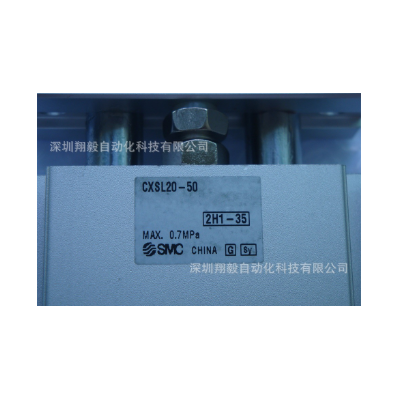 深圳翔毅自动化科技有限公司
CXSL20-50
2H1-35
MAX. 0.7MPa
SMC CHINA G Sy
深圳翔毅自动化科技有限公司